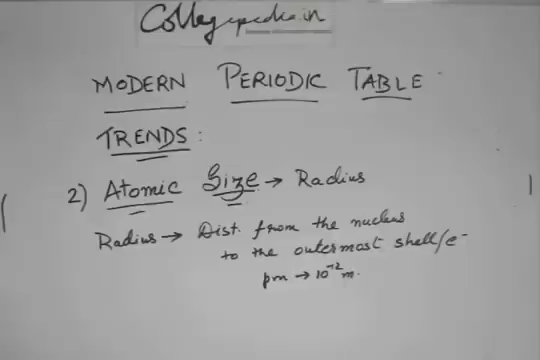 Collegepedia.in
MODERN PERIODIC TABLE
TRENDS:
2) Atomic Size → Radius
Radius → Dist. from the nucleus
to the outermost shell/e⁻
pm → 10⁻¹² m.